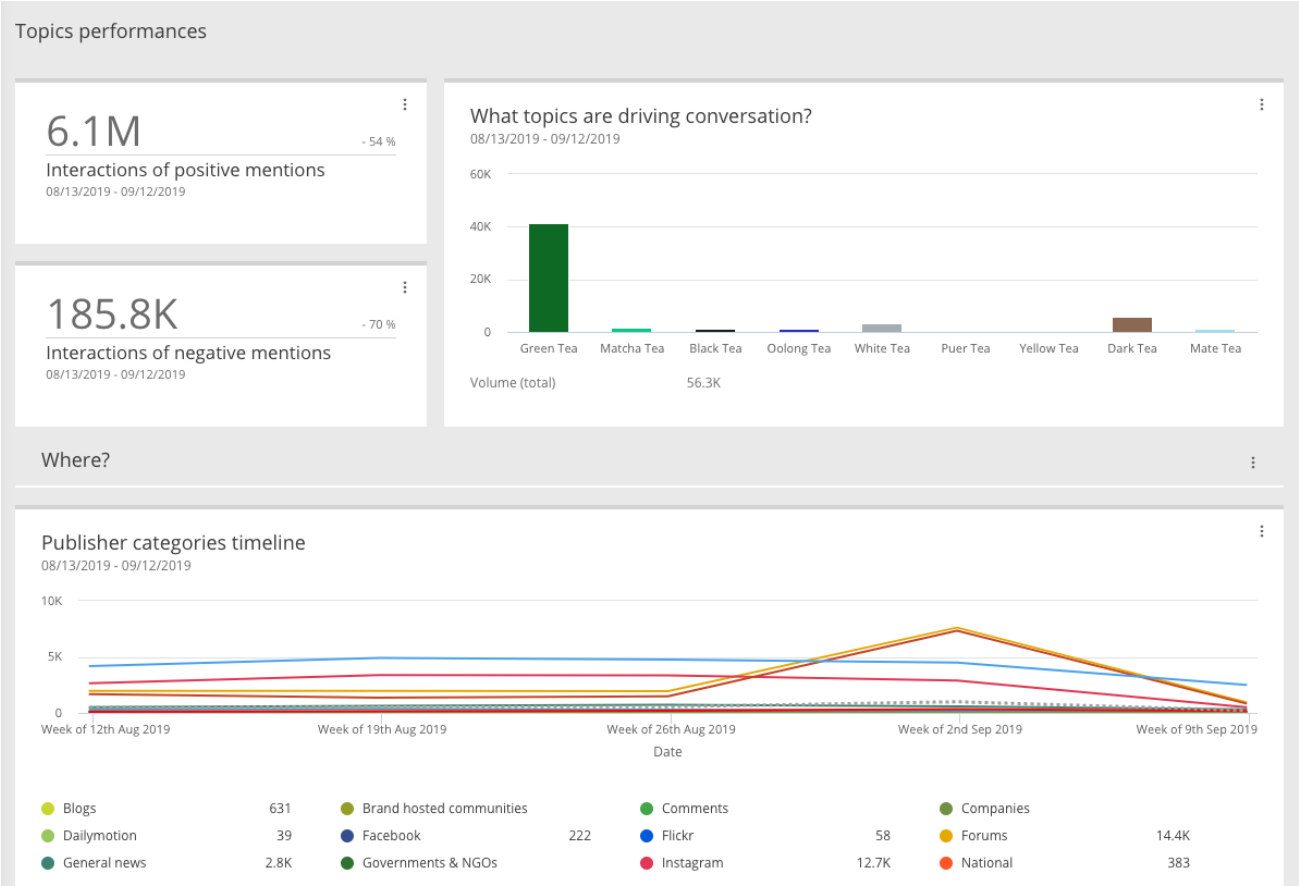 Topics performances
6.1M
- 54 %
Interactions of positive mentions
08/13/2019 - 09/12/2019
185.8K
- 70 %
Interactions of negative mentions
08/13/2019 - 09/12/2019
What topics are driving conversation?
08/13/2019 - 09/12/2019
60K
40K
20K
0
Green Tea Matcha Tea Black Tea Oolong Tea White Tea Puer Tea Yellow Tea Dark Tea Mate Tea
Volume (total) 56.3K
Where?
Publisher categories timeline
08/13/2019 - 09/12/2019
10K
5K
0
Week of 12th Aug 2019 Week of 19th Aug 2019 Week of 26th Aug 2019 Week of 2nd Sep 2019 Week of 9th Sep 2019
Date
Blogs 631 Brand hosted communities Comments Companies
Dailymotion 39 Facebook 222 Flickr 58 Forums 14.4K
General news 2.8K Governments & NGOs Instagram 12.7K National 383